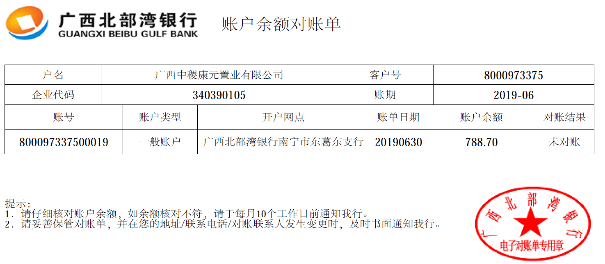 广西北部湾银行
GUANGXI BEIBU GULF BANK
账户余额对账单
户名 广西中稷康元置业有限公司 客户号 8000973375
企业代码 340390105 账期 2019-06
账号 账户类型 开户网点 账单日期 账户余额 对账结果
800097337500019 一般账户 广西北部湾银行南宁市东葛东支行 20190630 788.70 未对账
提示:
1. 请仔细核对账户余额，如余额核对不符，请于每月10个工作日前通知我行。
2. 请妥善保管对账单，并在您的地址/联系电话/对账联系人发生变更时，及时书面通知我行。
广西北部湾银行
电子对账单专用章